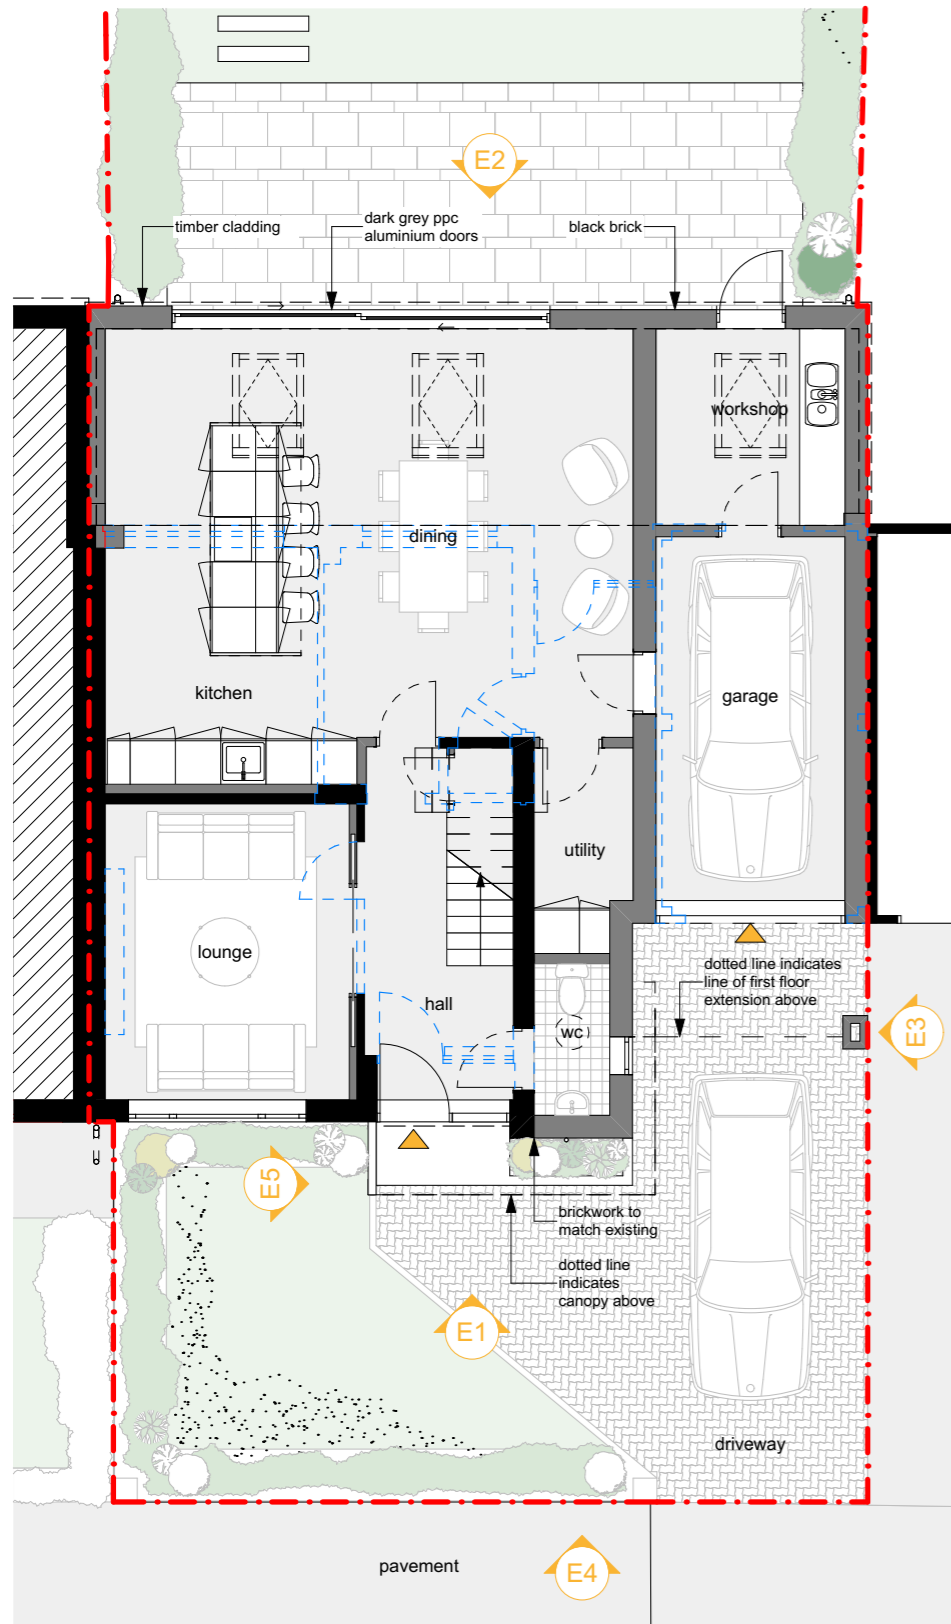 E2
timber cladding
dark grey ppc
aluminium doors
black brick
workshop
dining
kitchen
garage
utility
lounge
hall
wc
dotted line indicates
line of first floor
extension above
E3
E5
brickwork to
match existing
dotted line
indicates
canopy above
E1
driveway
pavement
E4